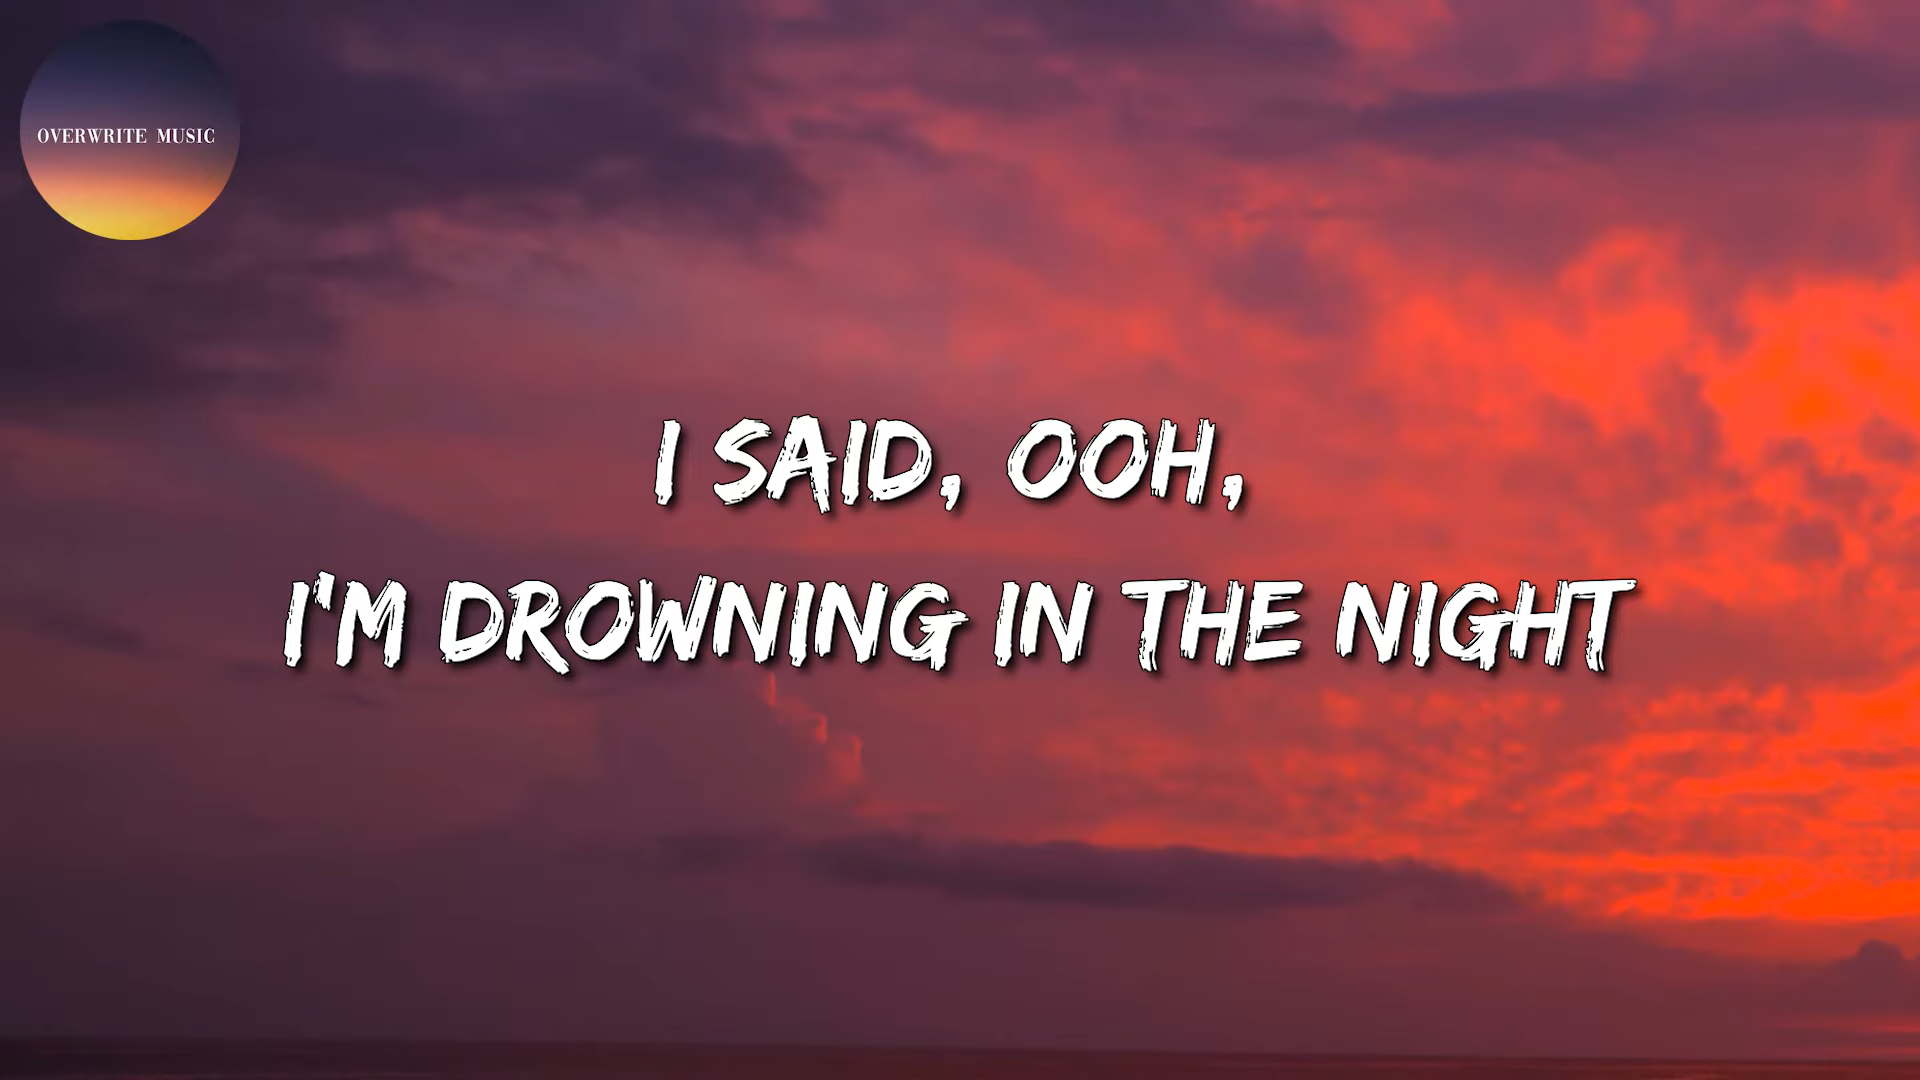 OVERWRITE MUSIC
I SAID, OOH,
I'M DROWNING IN THE NIGHT